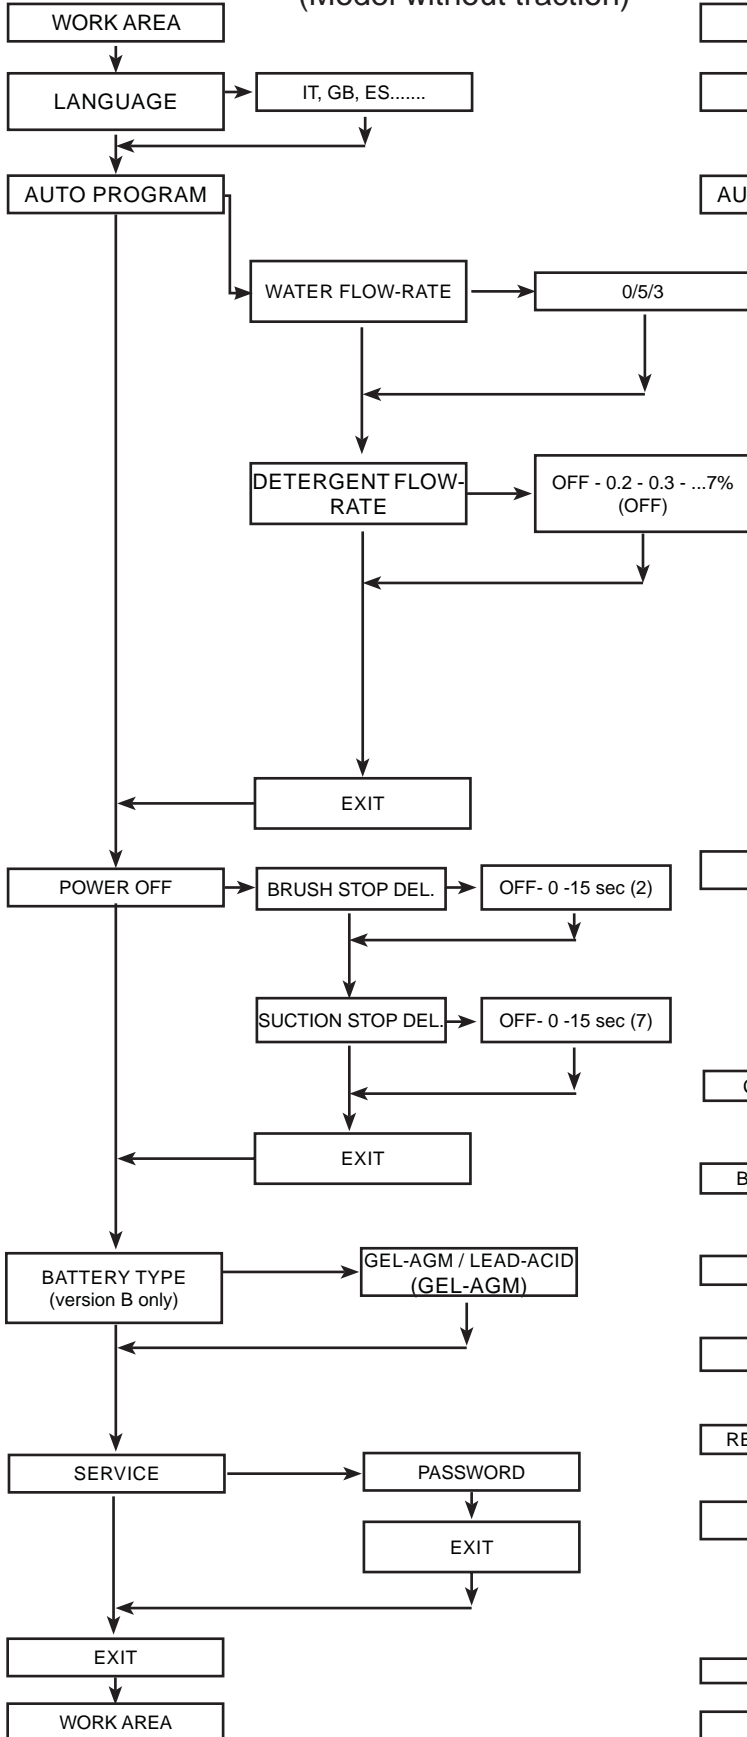 (Model without traction)
WORK AREA
LANGUAGE
IT, GB, ES.......
AUTO PROGRAM
AU
WATER FLOW-RATE
0/5/3
DETERGENT FLOW-
RATE
OFF - 0.2 - 0.3 - ...7%
(OFF)
EXIT
POWER OFF
BRUSH STOP DEL.
OFF- 0 -15 sec (2)
SUCTION STOP DEL.
OFF- 0 -15 sec (7)
EXIT
B
BATTERY TYPE
(version B only)
GEL-AGM / LEAD-ACID
(GEL-AGM)
RE
SERVICE
PASSWORD
EXIT
EXIT
WORK AREA